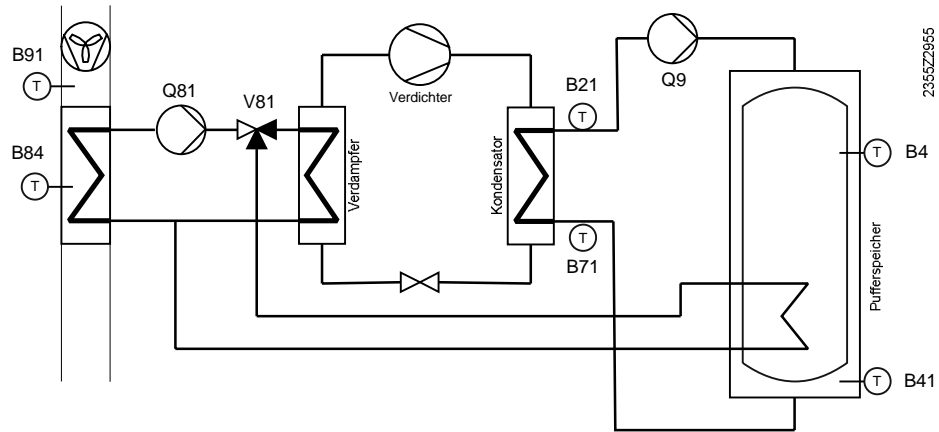 B91
T
Q81
V81
B84
T
Verdampfer
Verdichter
Kondensator
B21
T
T
B71
Q9
2355Z2955
T
B4
Pufferspeicher
T
B41